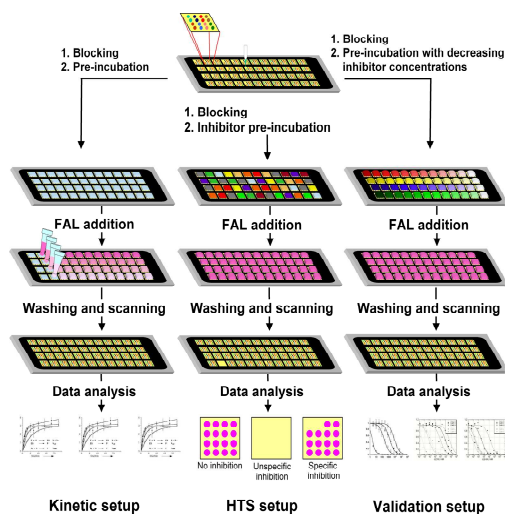 1. Blocking
2. Pre-incubation
1. Blocking
2. Pre-incubation with decreasing
inhibitor concentrations
1. Blocking
2. Inhibitor pre-incubation
FAL addition
FAL addition
FAL addition
Washing and scanning
Washing and scanning
Washing and scanning
Data analysis
Data analysis
Data analysis
No inhibition
Unspecific
inhibition
Specific
inhibition
Kinetic setup
HTS setup
Validation setup